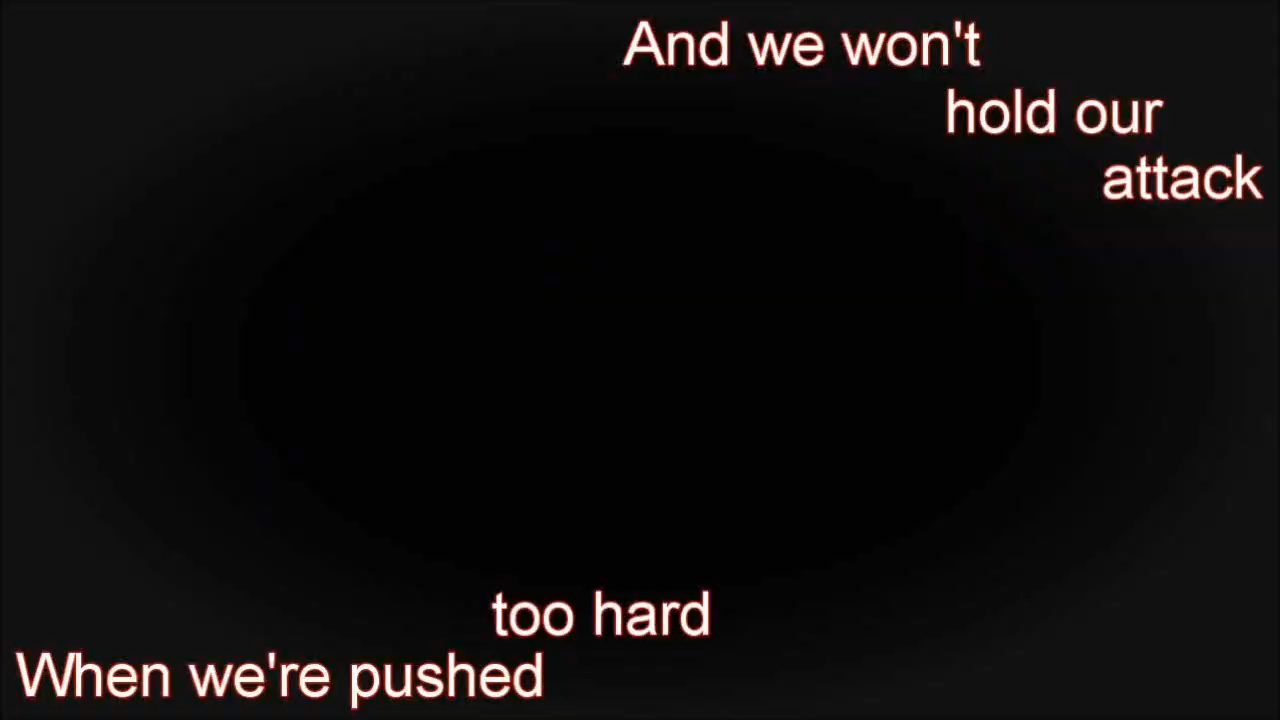 And we won't
hold our
attack
too hard
When we're pushed